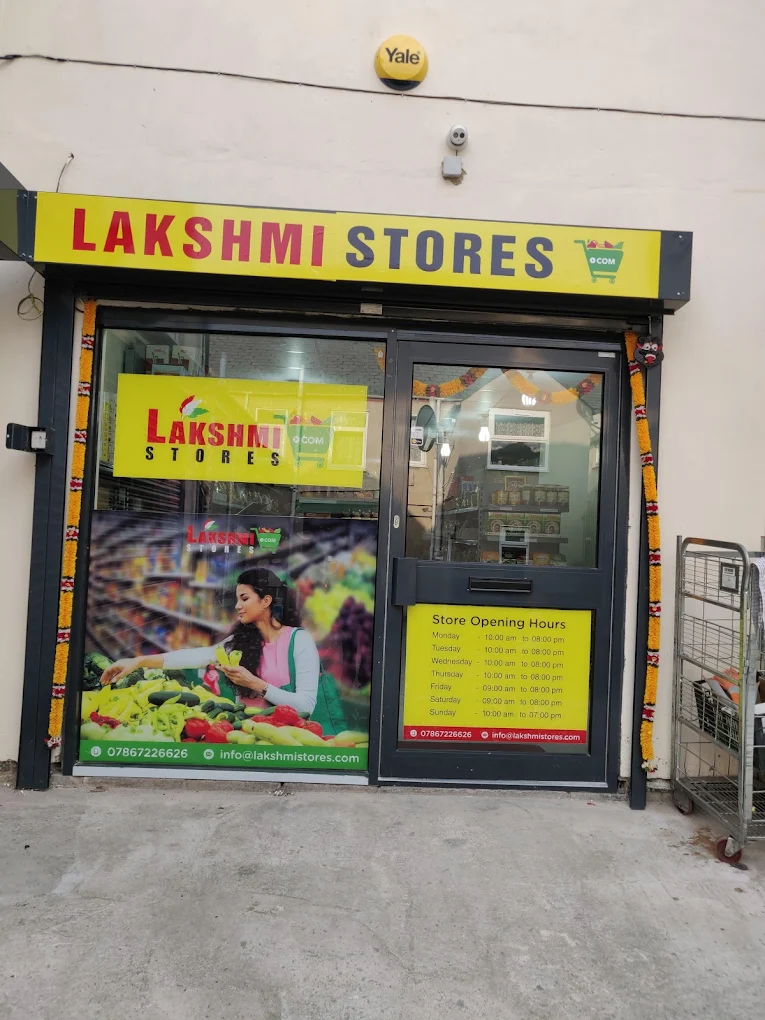 Yale
LAKSHMI STORES .COM
LAKSHMI .COM
STORES
LAKSHMI .COM
STORES
07867226626 info@lakshmistores.com
Store Opening Hours
Monday - 10:00 am to 08:00 pm
Tuesday - 10:00 am to 08:00 pm
Wednesday - 10:00 am to 08:00 pm
Thursday - 10:00 am to 08:00 pm
Friday - 09:00 am to 08:00 pm
Saturday - 09:00 am to 08:00 pm
Sunday - 10:00 am to 07:00 pm
07867226626 info@lakshmistores.com